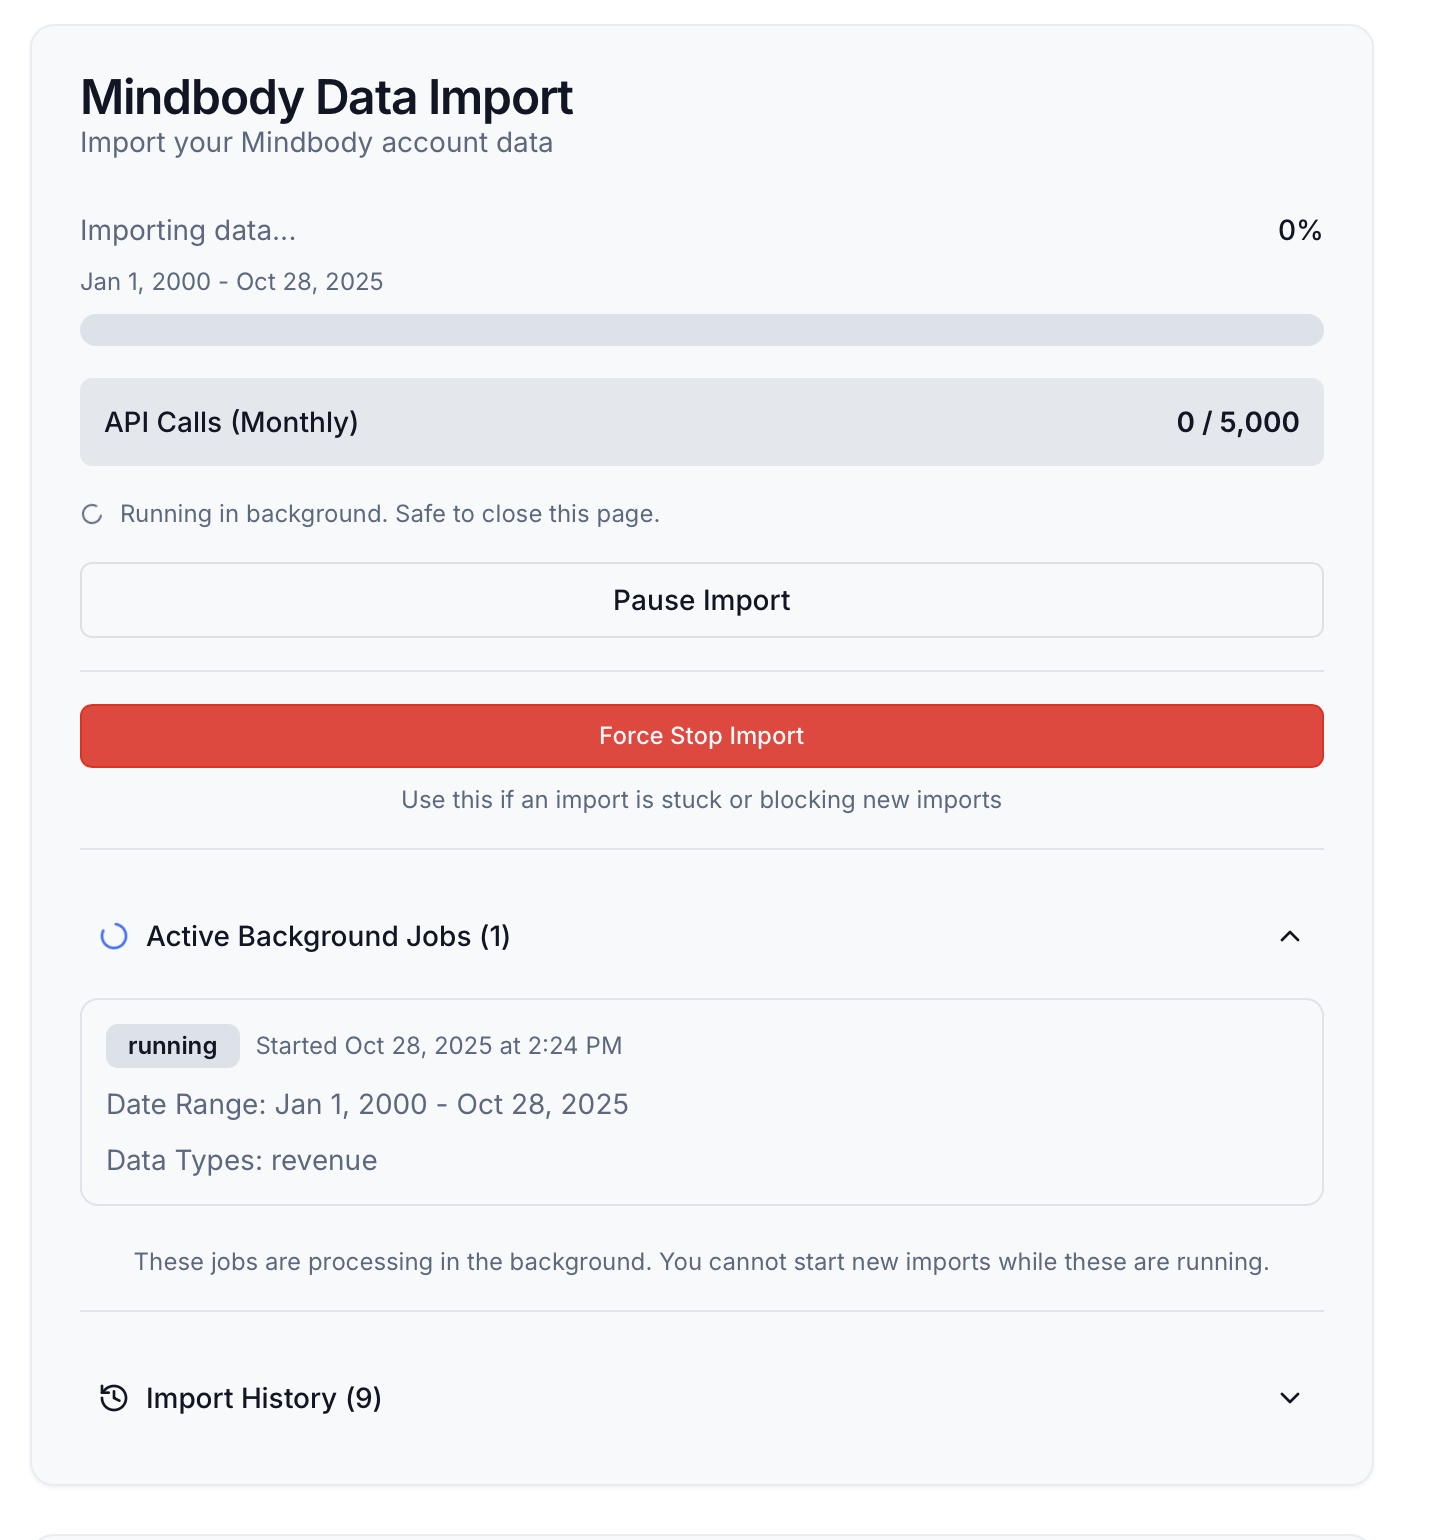 Mindbody Data Import
Import your Mindbody account data
Importing data...
0%
Jan 1, 2000 - Oct 28, 2025
API Calls (Monthly)
0 / 5,000
Running in background. Safe to close this page.
Pause Import
Force Stop Import
Use this if an import is stuck or blocking new imports
Active Background Jobs (1)
running
Started Oct 28, 2025 at 2:24 PM
Date Range: Jan 1, 2000 - Oct 28, 2025
Data Types: revenue
These jobs are processing in the background. You cannot start new imports while these are running.
Import History (9)